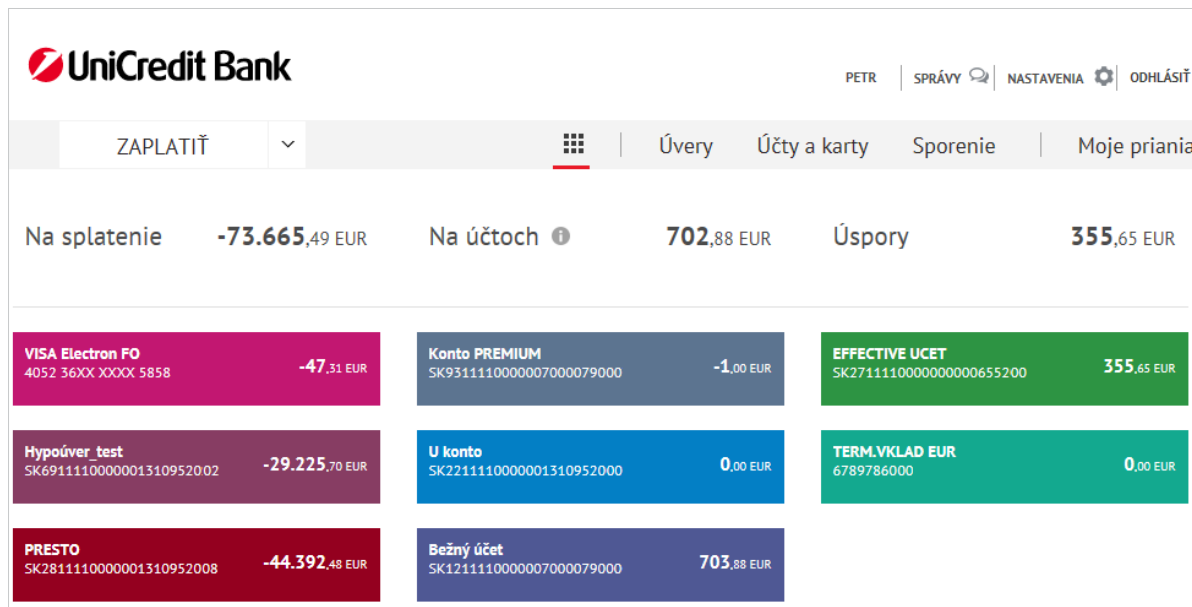 UniCredit Bank
PETR SPRÁVY NASTAVENIA ODHLÁSIŤ
ZAPLATIŤ Úvery Účty a karty Sporenie Moje priania
Na splatenie -73.665,49 EUR Na účtoch 702,88 EUR Úspory 355,65 EUR
VISA Electron FO
4052 36XX XXXX 5858
-47,31 EUR
Konto PREMIUM
SK9311110000007000079000
-1,00 EUR
EFFECTIVE UCET
SK2711110000000000655200
355,65 EUR
Hypoúver_test
SK6911110000001310952002
-29.225,70 EUR
U konto
SK2211110000001310952000
0,00 EUR
TERM.VKLAD EUR
6789786000
0,00 EUR
PRESTO
SK2811110000001310952008
-44.392,48 EUR
Bežný účet
SK1211110000007000079000
703,88 EUR